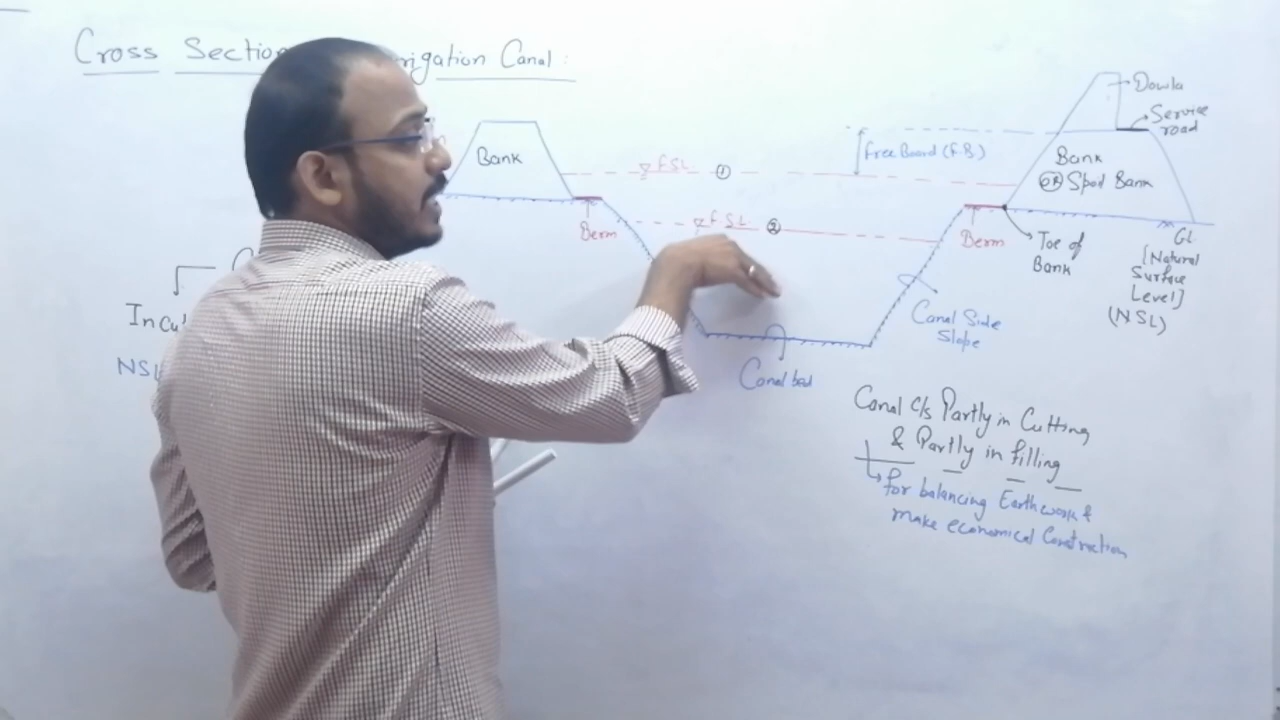 Cross Section rigation Canal :
Dowla
Service
road
Bank
▽ F.S.L. ①
Free Board (F.B.)
Bank
OR Spoil Bank
▽ F.S.L. ②
Berm
Berm
Toe of
Bank
GL
[Natural
Surface
Level]
(NSL)
Canal Side
Slope
Canal bed
In cu
NSL
Canal c/s Partly in Cutting
& Partly in filling
for balancing Earthwork &
make economical Construction